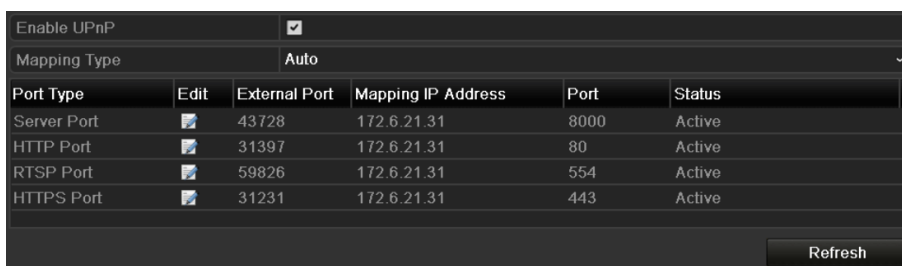 Enable UPnP
Mapping Type Auto
Port Type Edit External Port Mapping IP Address Port Status
Server Port 43728 172.6.21.31 8000 Active
HTTP Port 31397 172.6.21.31 80 Active
RTSP Port 59826 172.6.21.31 554 Active
HTTPS Port 31231 172.6.21.31 443 Active
Refresh